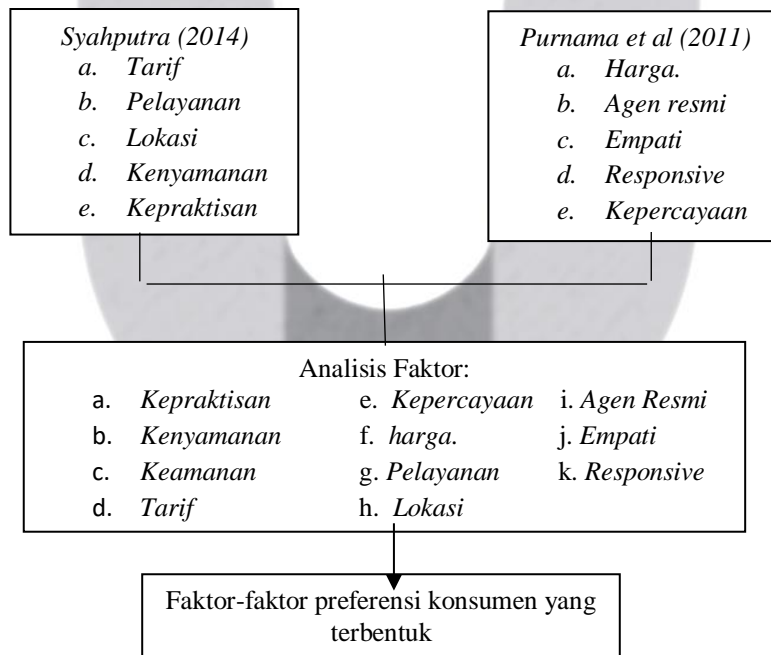 Syahputra (2014)
a. Tarif
b. Pelayanan
c. Lokasi
d. Kenyamanan
e. Kepraktisan
Purnama et al (2011)
a. Harga.
b. Agen resmi
c. Empati
d. Responsive
e. Kepercayaan
Analisis Faktor:
a. Kepraktisan
b. Kenyamanan
c. Keamanan
d. Tarif
e. Kepercayaan
f. harga.
g. Pelayanan
h. Lokasi
i. Agen Resmi
j. Empati
k. Responsive
Faktor-faktor preferensi konsumen yang
terbentuk